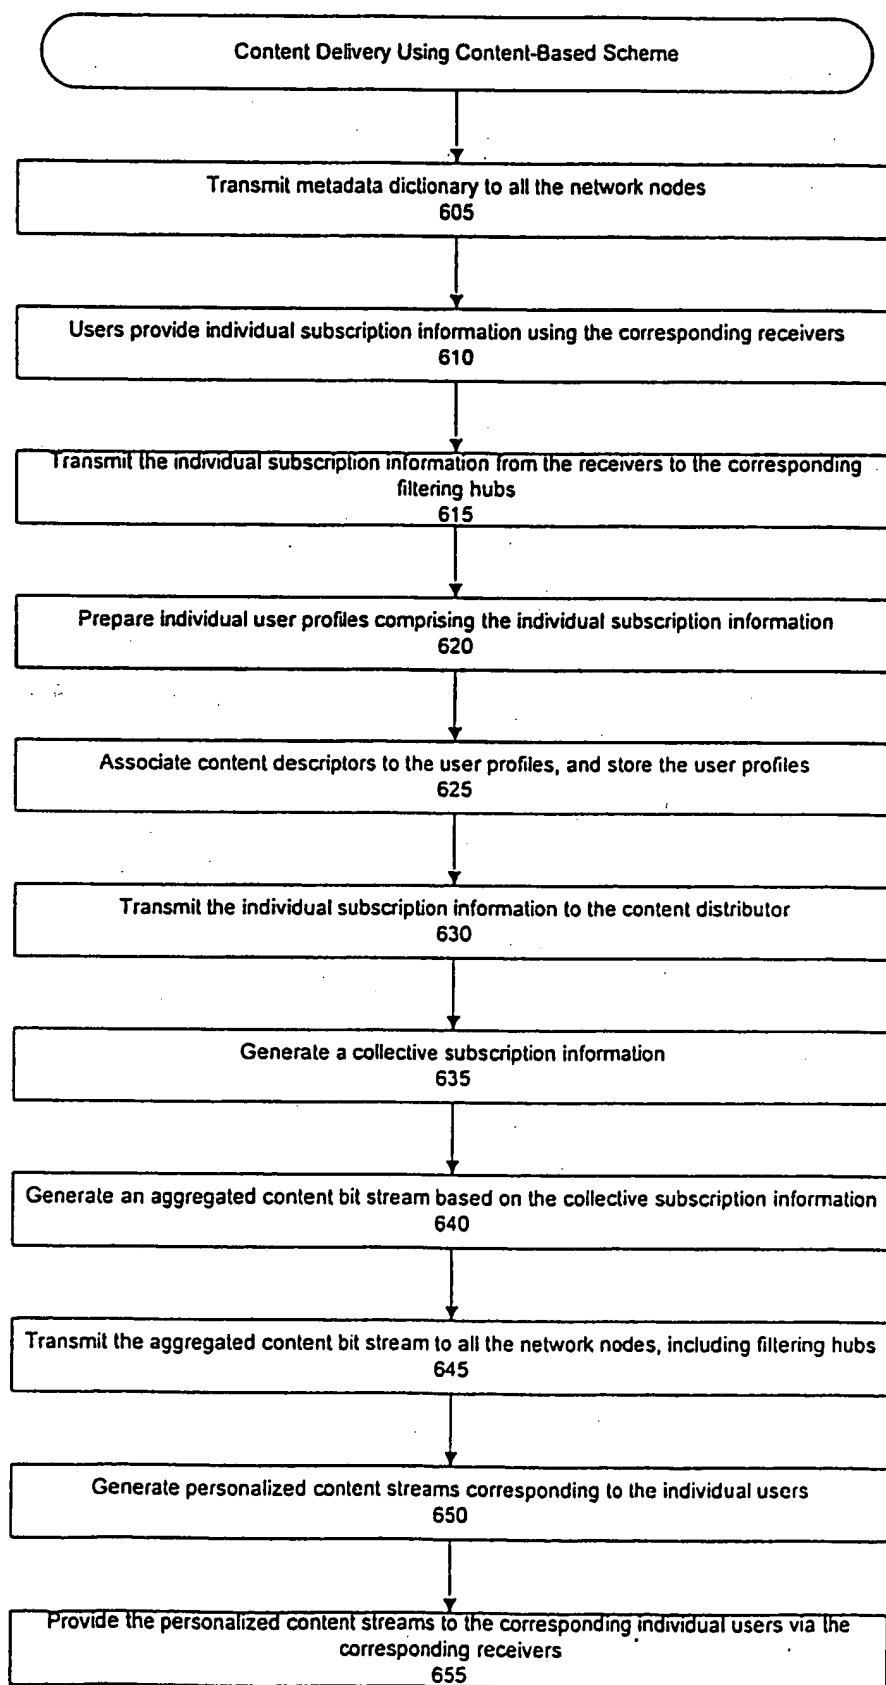 Content Delivery Using Content-Based Scheme
Transmit metadata dictionary to all the network nodes
605
Users provide individual subscription information using the corresponding receivers
610
Transmit the individual subscription information from the receivers to the corresponding
filtering hubs
615
Prepare individual user profiles comprising the individual subscription information
620
Associate content descriptors to the user profiles, and store the user profiles
625
Transmit the individual subscription information to the content distributor
630
Generate a collective subscription information
635
Generate an aggregated content bit stream based on the collective subscription information
640
Transmit the aggregated content bit stream to all the network nodes, including filtering hubs
645
Generate personalized content streams corresponding to the individual users
650
Provide the personalized content streams to the corresponding individual users via the
corresponding receivers
655